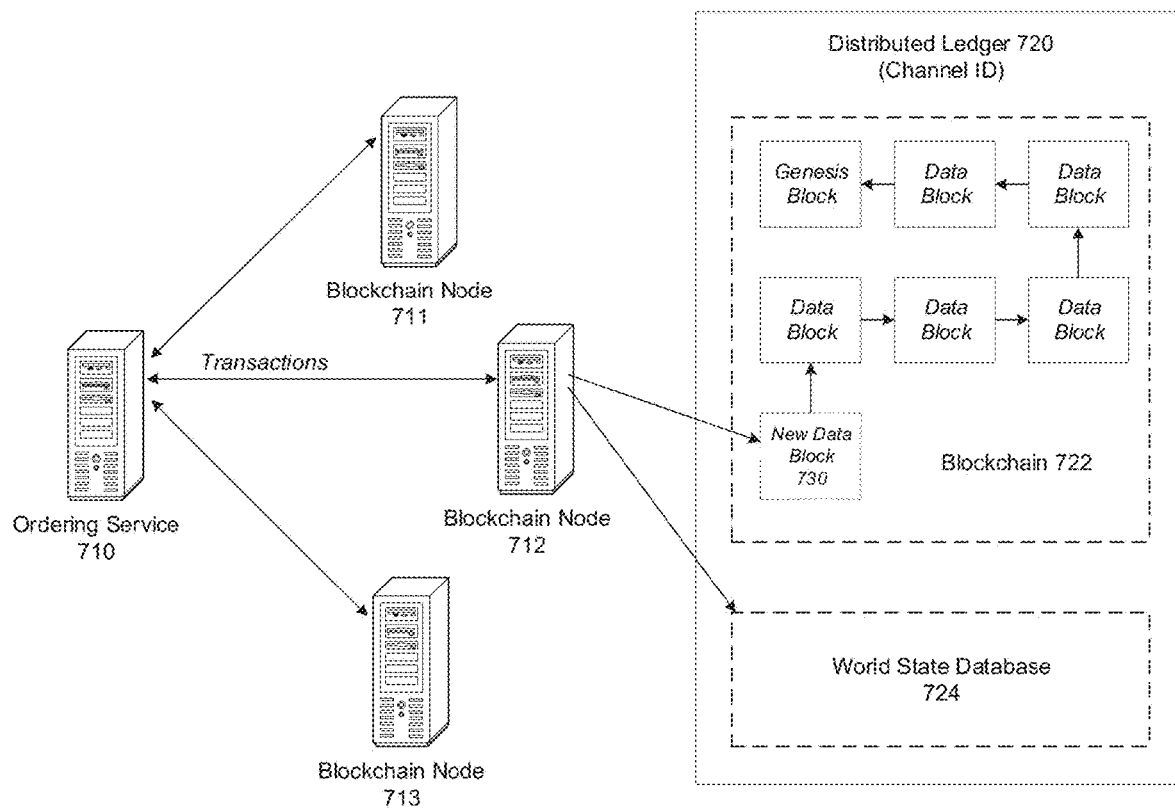 Distributed Ledger 720
(Channel ID)
Genesis
Block
Data
Block
Data
Block
Blockchain Node
711
Data
Block
Data
Block
Data
Block
Transactions
New Data
Block
730
Blockchain 722
Ordering Service
710
Blockchain Node
712
World State Database
724
Blockchain Node
713